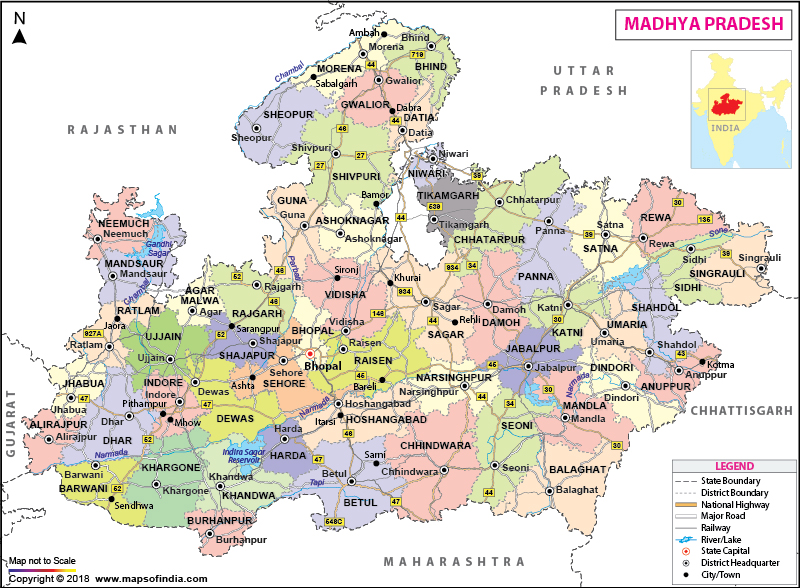 N
MADHYA PRADESH
INDIA
UTTAR
PRADESH
RAJASTHAN
GUJARAT
MAHARASHTRA
CHHATTISGARH
Ambah
Morena
Bhind
719
44
MORENA
BHIND
Chambal
Sabalgarh
Gwalior
GWALIOR
Dabra
44
DATIA
Datia
SHEOPUR
Sheopur
46
Shivpuri
27
27
SHIVPURI
Niwari
NIWARI
39
TIKAMGARH
539
Tikamgarh
Bamor
GUNA
Guna
ASHOKNAGAR
Ashoknagar
44
Chhatarpur
CHHATARPUR
Panna
PANNA
Satna
39
SATNA
REWA
30
135
Rewa
Sone
Sidhi
SIDHI
39
Singrauli
SINGRAULI
NEEMUCH
Neemuch
Gandhi
Sagar
MANDSAUR
Mandsaur
Chambal
RATLAM
Jaora
927A
Ratlam
AGAR
MALWA
Agar
52
Rajgarh
RAJGARH
46
46
Parbati
Sironj
VIDISHA
Vidisha
Khurai
934
934
34
Sagar
SAGAR
146
44
Rehli
Damoh
DAMOH
Katni
30
KATNI
UMARIA
Umaria
SHAHDOL
Shahdol
43
Kotma
Anuppur
ANUPPUR
UJJAIN
Ujjain
Sarangpur
52
Shajapur
SHAJAPUR
BHOPAL
Bhopal
Raisen
RAISEN
45
Bareli
Sehore
SEHORE
Ashta
JHABUA
Jhabua
47
INDORE
Indore
Pithampur
Mhow
Dewas
DEWAS
47
Dhar
DHAR
52
ALIRAJPUR
Alirajpur
Narmada
NARSINGHPUR
Narsinghpur
45
JABALPUR
Jabalpur
DINDORI
Dindori
Narmada
30
MANDLA
Mandla
30
44
34
Narmada
Hoshangabad
Itarsi
HOSHANGABAD
46
Harda
HARDA
47
Indira Sagar
Reservoir
Barwani
BARWANI
52
Sendhwa
KHARGONE
Khargone
Khandwa
KHANDWA
BURHANPUR
Burhanpur
Tapi
Betul
BETUL
548C
47
Sarni
CHHINDWARA
Chhindwara
SEONI
Seoni
44
BALAGHAT
Balaghat
LEGEND
State Boundary
District Boundary
National Highway
Major Road
Railway
River/Lake
State Capital
District Headquarter
City/Town
Map not to Scale
Copyright © 2018 www.mapsofindia.com